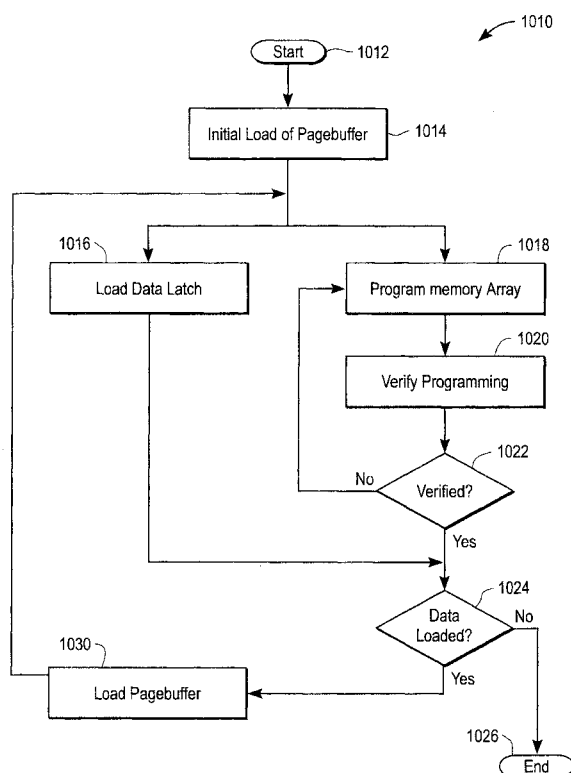 1010
Start
1012
Initial Load of Pagebuffer
1014
1016
Load Data Latch
1018
Program memory Array
1020
Verify Programming
1022
No
Verified?
Yes
1024
Data
Loaded?
No
Yes
1030
Load Pagebuffer
1026
End